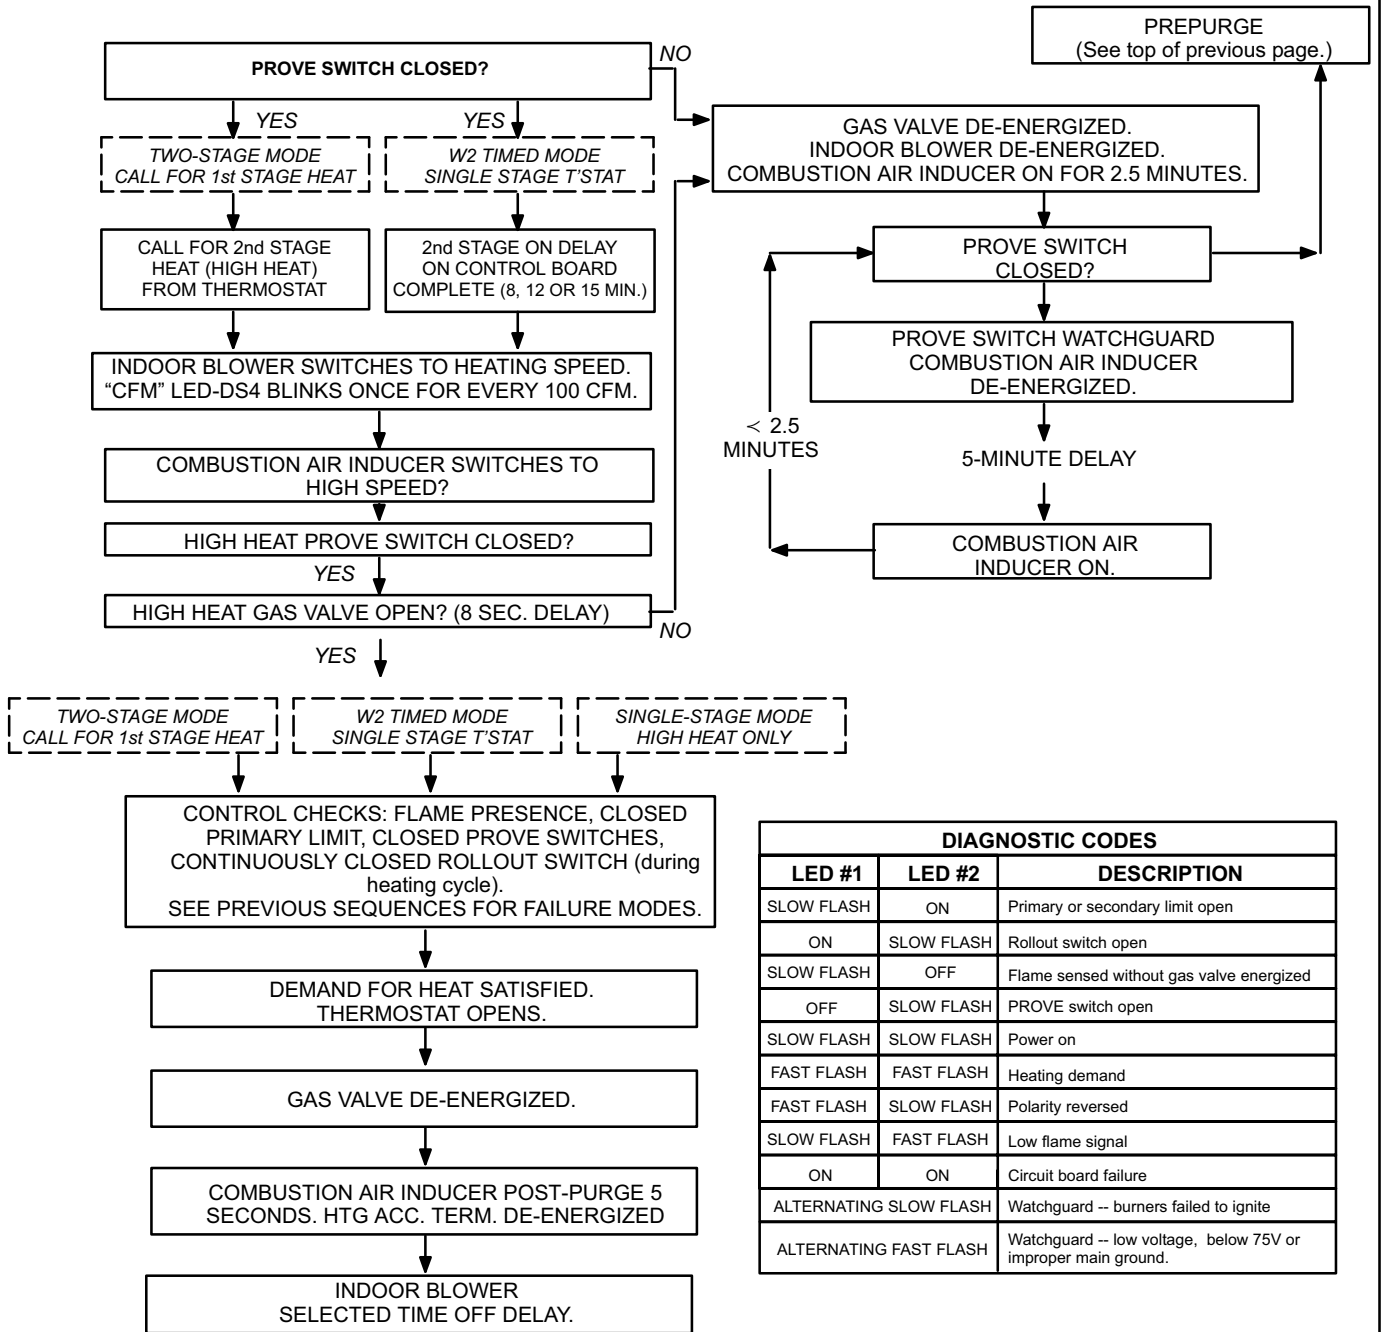 PREPURGE
(See top of previous page.)
PROVE SWITCH CLOSED?
NO
YES
YES
TWO-STAGE MODE
CALL FOR 1st STAGE HEAT
W2 TIMED MODE
SINGLE STAGE T'STAT
GAS VALVE DE-ENERGIZED.
INDOOR BLOWER DE-ENERGIZED.
COMBUSTION AIR INDUCER ON FOR 2.5 MINUTES.
CALL FOR 2nd STAGE
HEAT (HIGH HEAT)
FROM THERMOSTAT
2nd STAGE ON DELAY
ON CONTROL BOARD
COMPLETE (8, 12 OR 15 MIN.)
PROVE SWITCH
CLOSED?
INDOOR BLOWER SWITCHES TO HEATING SPEED.
“CFM” LED-DS4 BLINKS ONCE FOR EVERY 100 CFM.
PROVE SWITCH WATCHGUARD
COMBUSTION AIR INDUCER
DE-ENERGIZED.
< 2.5
MINUTES
5-MINUTE DELAY
COMBUSTION AIR INDUCER SWITCHES TO
HIGH SPEED?
HIGH HEAT PROVE SWITCH CLOSED?
COMBUSTION AIR
INDUCER ON.
YES
HIGH HEAT GAS VALVE OPEN? (8 SEC. DELAY)
NO
YES
TWO-STAGE MODE
CALL FOR 1st STAGE HEAT
W2 TIMED MODE
SINGLE STAGE T'STAT
SINGLE-STAGE MODE
HIGH HEAT ONLY
CONTROL CHECKS: FLAME PRESENCE, CLOSED
PRIMARY LIMIT, CLOSED PROVE SWITCHES,
CONTINUOUSLY CLOSED ROLLOUT SWITCH (during
heating cycle).
SEE PREVIOUS SEQUENCES FOR FAILURE MODES.
DEMAND FOR HEAT SATISFIED.
THERMOSTAT OPENS.
GAS VALVE DE-ENERGIZED.
COMBUSTION AIR INDUCER POST-PURGE 5
SECONDS. HTG ACC. TERM. DE-ENERGIZED
INDOOR BLOWER
SELECTED TIME OFF DELAY.
DIAGNOSTIC CODES
LED #1 LED #2 DESCRIPTION
SLOW FLASH ON Primary or secondary limit open
ON SLOW FLASH Rollout switch open
SLOW FLASH OFF Flame sensed without gas valve energized
OFF SLOW FLASH PROVE switch open
SLOW FLASH SLOW FLASH Power on
FAST FLASH FAST FLASH Heating demand
FAST FLASH SLOW FLASH Polarity reversed
SLOW FLASH FAST FLASH Low flame signal
ON ON Circuit board failure
ALTERNATING SLOW FLASH Watchguard -- burners failed to ignite
ALTERNATING FAST FLASH Watchguard -- low voltage, below 75V or
improper main ground.